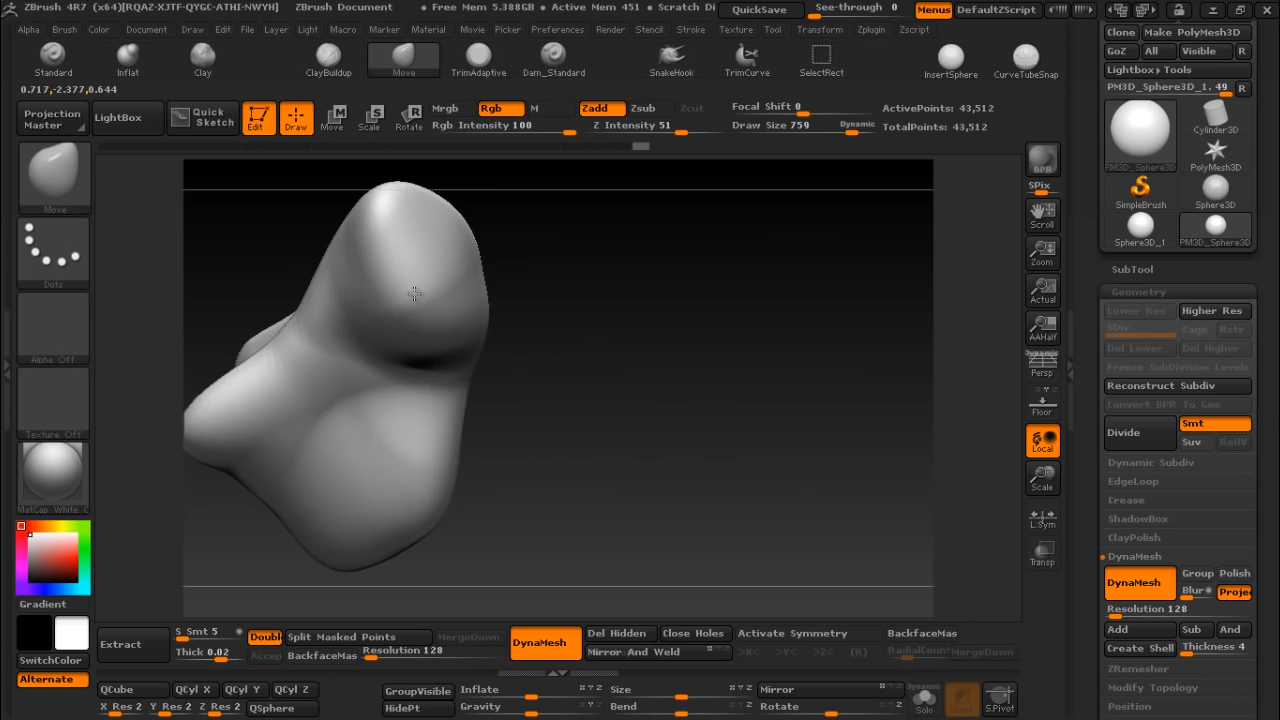 ZBrush 4R7 (x64)[RQAZ-XJTF-QYGC-ATHI-NWYH] ZBrush Document • Free Mem 5.388GB • Active Mem 451 • Scratch Di QuickSave See-through 0 Menus DefaultZScript
Alpha Brush Color Document Draw Edit File Layer Light Macro Marker Material Movie Picker Preferences Render Stencil Stroke Texture Tool Transform Zplugin Zscript
Standard Inflat Clay ClayBuildup Move TrimAdaptive Dam_Standard SnakeHook TrimCurve SelectRect InsertSphere CurveTubeSnap
0.717,-2.377,0.644
Projection Master
LightBox
Quick Sketch
Edit Draw Move Scale Rotate
Mrgb Rgb M Zadd Zsub Zcut
Rgb Intensity 100 Z Intensity 51
Focal Shift 0
Draw Size 759 Dynamic
ActivePoints: 43,512
TotalPoints: 43,512
Move
Dots
Alpha Off
Texture Off
MatCap White C
Gradient
SwitchColor
Alternate
BPR
SPix
Scroll
Zoom
Actual
AAHalf
Dynamic
Persp
Floor
Local
Scale
L.Sym
Transp
Clone Make PolyMesh3D
GoZ All Visible R
Lightbox▸Tools
PM3D_Sphere3D_1. 49 R
PM3D_Sphere3D_ Cylinder3D
PolyMesh3D
SimpleBrush Sphere3D
Sphere3D_1 PM3D_Sphere3D_
SubTool
Geometry
Lower Res Higher Res
SDiv Cage Rstr
Del Lower Del Higher
Freeze SubDivision Levels
Reconstruct Subdiv
Convert BPR To Geo
Divide Smt
Suv ReUV
Dynamic Subdiv
EdgeLoop
Crease
ShadowBox
ClayPolish
DynaMesh
DynaMesh Group Polish
Blur Proje
Resolution 128
Add Sub And
Create Shell Thickness 4
ZRemesher
Modify Topology
Position
Extract S Smt 5 Doubl Split Masked Points MergeDown
Thick 0.02 Accep BackfaceMas Resolution 128
DynaMesh Del Hidden Close Holes Activate Symmetry BackfaceMas
Mirror And Weld >X< >Y< >Z< (R) RadialCount MergeDown
QCube QCyl X QCyl Y QCyl Z
X Res 2 Y Res 2 Z Res 2 QSphere
GroupVisible Inflate X Y Z Size X Y Z Mirror X Y Z
HidePt Gravity Bend Rotate
Dynamic
Solo
S.Pivot